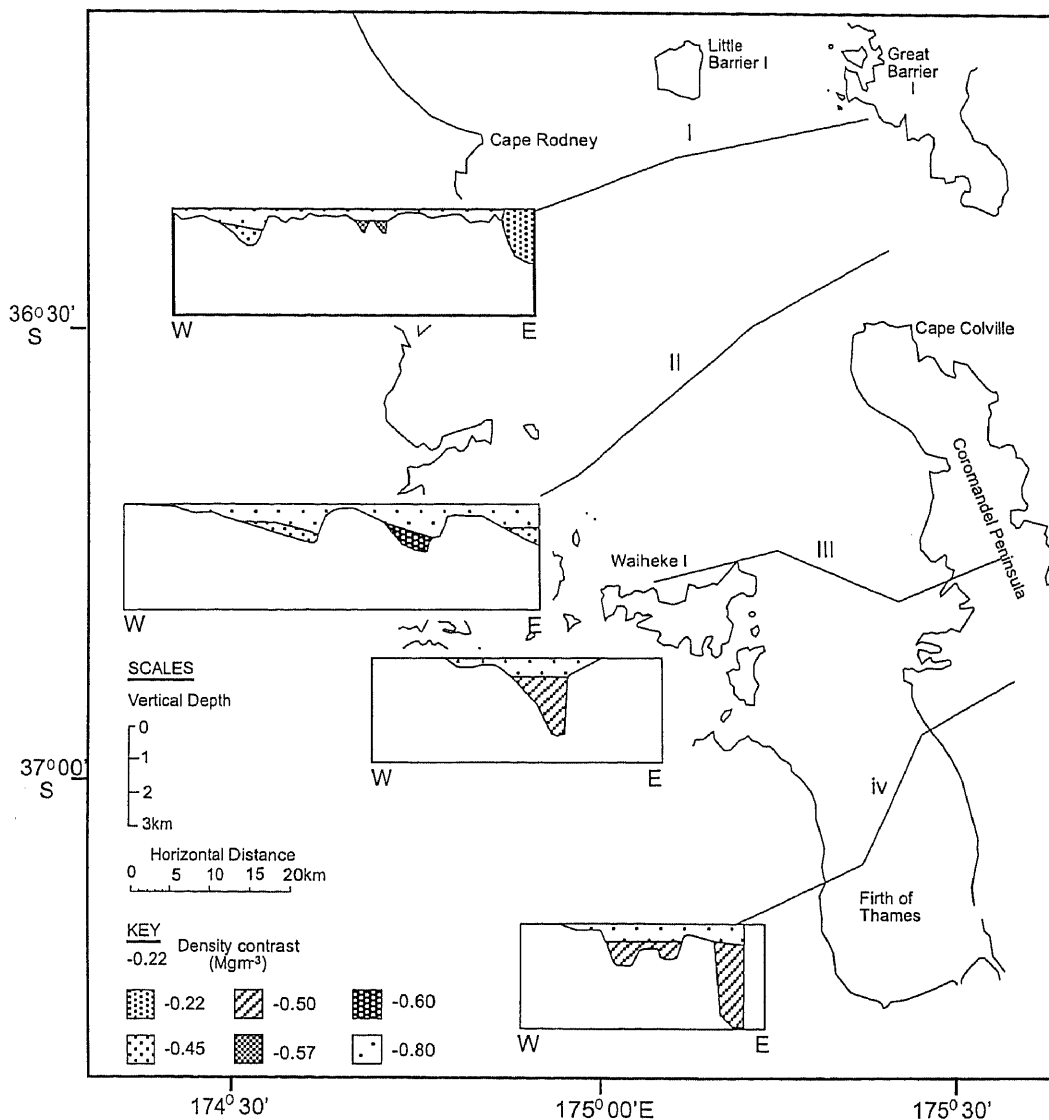 Little
Barrier I
Great
Barrier
I
I
Cape Rodney
W
E
36° 30'
S
Cape Colville
II
Coromandel Peninsula
W
E
Waiheke I
III
SCALES
Vertical Depth
0
1
2
3km
W
E
37° 00'
S
iv
Horizontal Distance
0 5 10 15 20km
Firth of
Thames
KEY
-0.22 Density contrast
(Mgm⁻³)
-0.22 -0.50 -0.60
-0.45 -0.57 -0.80
W
E
174° 30' 175° 00'E 175° 30'